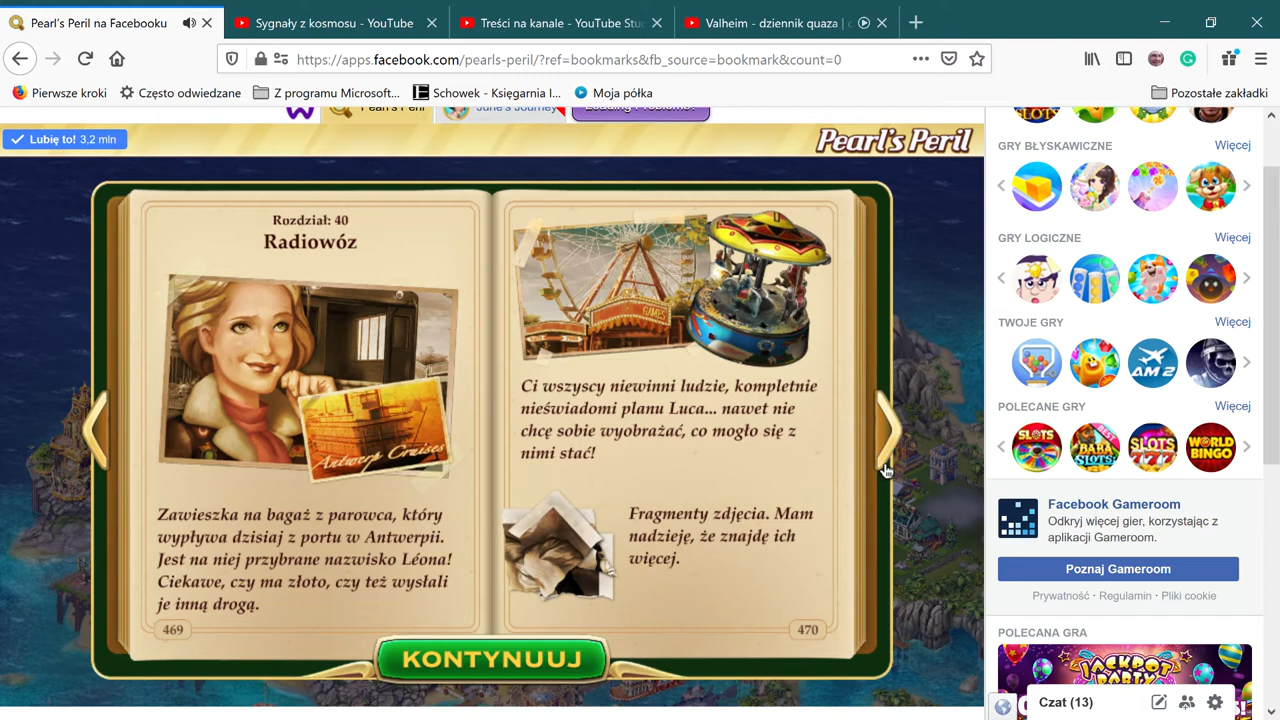 Pearl's Peril na Facebooku
Sygnały z kosmosu - YouTube
Treści na kanale - YouTube Stu
Valheim - dziennik quaza |
https://apps.facebook.com/pearls-peril/?ref=bookmarks&fb_source=bookmark&count=0
Pierwsze kroki
Często odwiedzane
Z programu Microsoft...
Schowek - Księgarnia I...
Moja półka
Pozostałe zakładki
Lubię to! 3,2 mln
Pearl's Peril
Rozdział: 40
Radiowóz
Antwerp Cruises
Zawieszka na bagaż z parowca, który
wypływa dzisiaj z portu w Antwerpii.
Jest na niej przybrane nazwisko Léona!
Ciekawe, czy ma złoto, czy też wysłali
je inną drogą.
469
GAMES
Ci wszyscy niewinni ludzie, kompletnie
nieświadomi planu Luca... nawet nie
chcę sobie wyobrażać, co mogło się z
nimi stać!
Fragmenty zdjęcia. Mam
nadzieję, że znajdę ich
więcej.
470
KONTYNUUJ
GRY BŁYSKAWICZNE
Więcej
GRY LOGICZNE
Więcej
TWOJE GRY
Więcej
AM 2
POLECANE GRY
Więcej
SLOTS
BABA SLOTS
SLOTS
WORLD BINGO
Facebook Gameroom
Odkryj więcej gier, korzystając z
aplikacji Gameroom.
Poznaj Gameroom
Prywatność · Regulamin · Pliki cookie
POLECANA GRA
JACKPOT
PARTY
Czat (13)